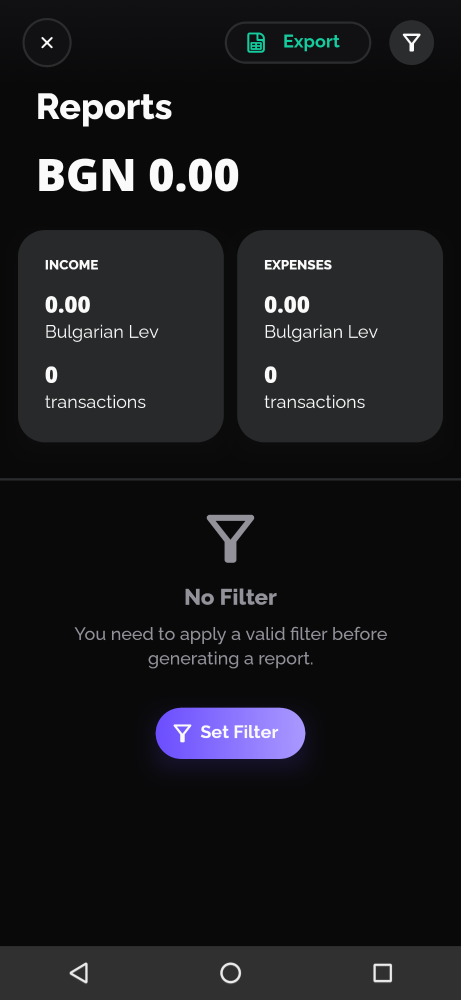 Export
Reports
BGN 0.00
INCOME
0.00
Bulgarian Lev
0
transactions
EXPENSES
0.00
Bulgarian Lev
0
transactions
No Filter
You need to apply a valid filter before
generating a report.
Set Filter